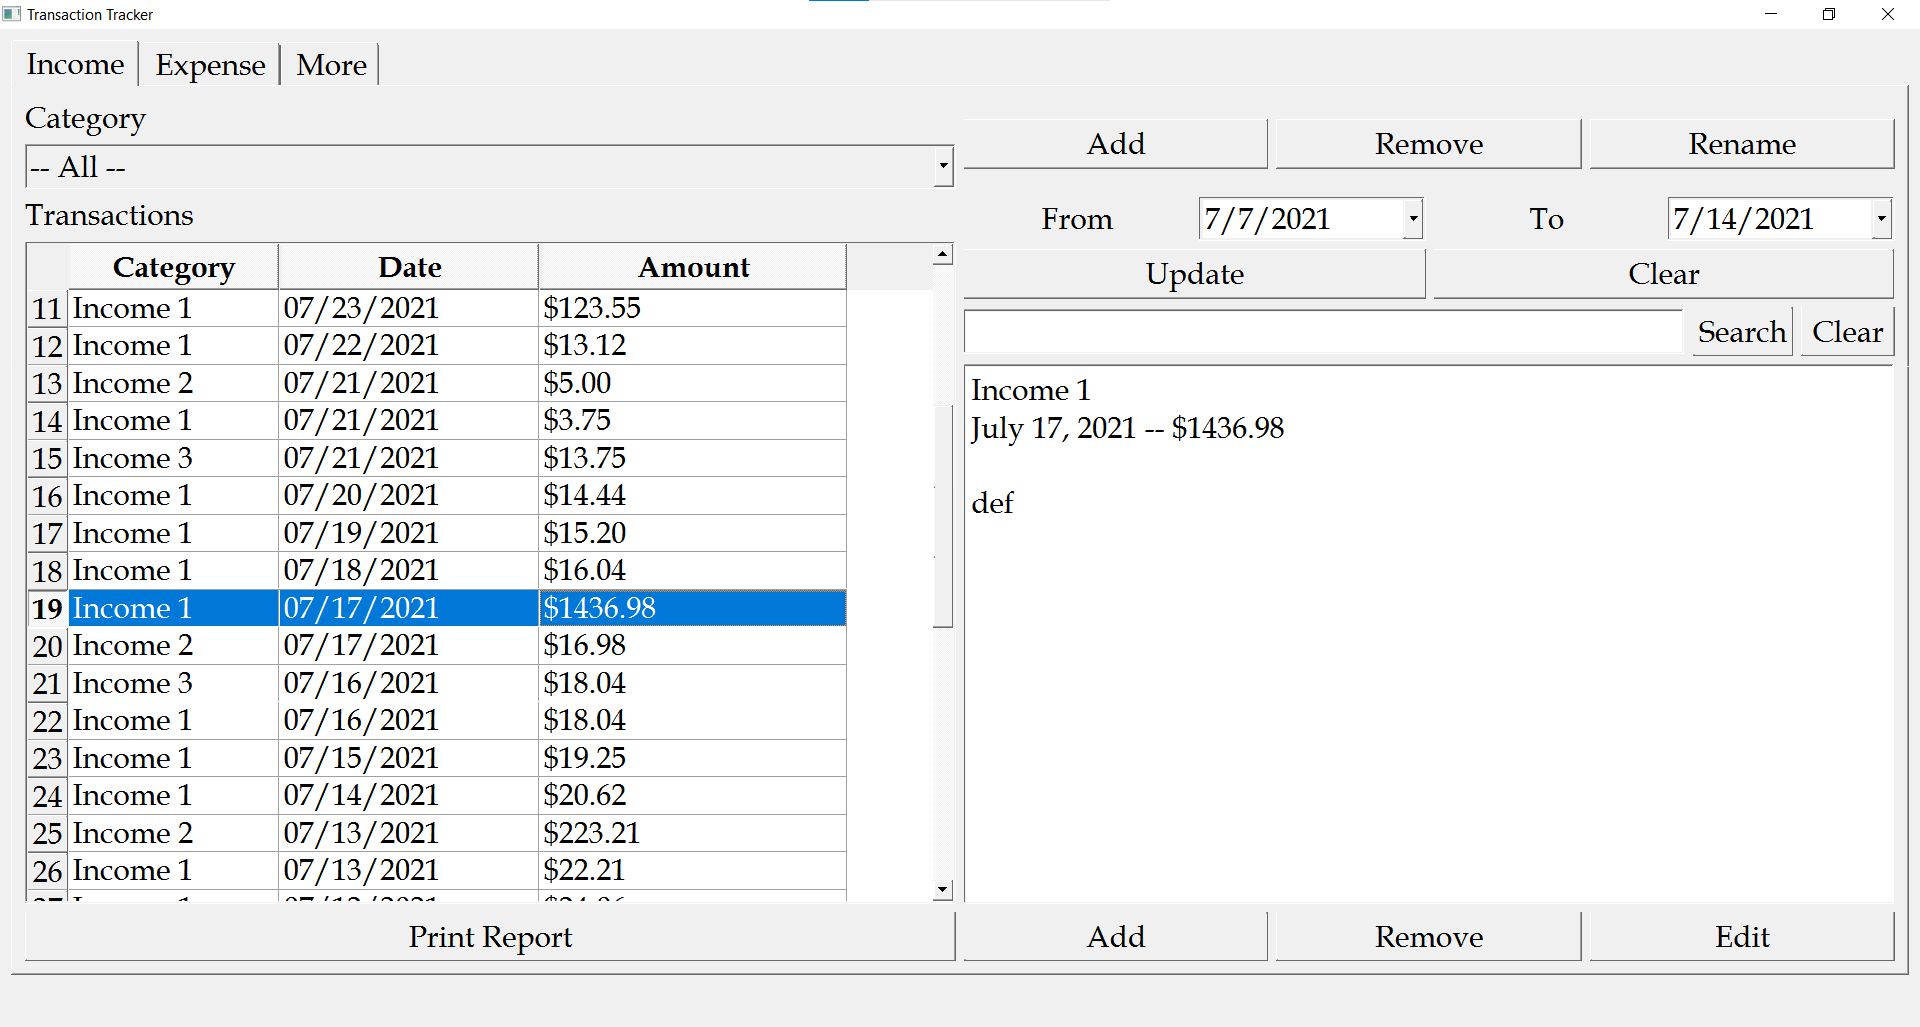 Transaction Tracker
Income Expense More
Category
-- All --
Add Remove Rename
Transactions
From 7/7/2021 To 7/14/2021
Update Clear
Search Clear
Category Date Amount
11 Income 1 07/23/2021 $123.55
12 Income 1 07/22/2021 $13.12
13 Income 2 07/21/2021 $5.00
14 Income 1 07/21/2021 $3.75
15 Income 3 07/21/2021 $13.75
16 Income 1 07/20/2021 $14.44
17 Income 1 07/19/2021 $15.20
18 Income 1 07/18/2021 $16.04
19 Income 1 07/17/2021 $1436.98
20 Income 2 07/17/2021 $16.98
21 Income 3 07/16/2021 $18.04
22 Income 1 07/16/2021 $18.04
23 Income 1 07/15/2021 $19.25
24 Income 1 07/14/2021 $20.62
25 Income 2 07/13/2021 $223.21
26 Income 1 07/13/2021 $22.21
Income 1
July 17, 2021 -- $1436.98
def
Print Report
Add Remove Edit